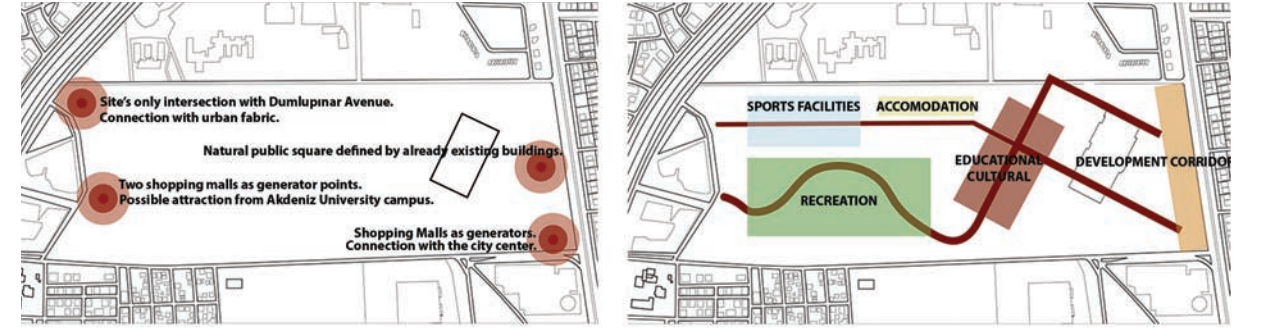 Site's only intersection with Dumlupınar Avenue.
Connection with urban fabric.
Natural public square defined by already existing buildings.
Two shopping malls as generator points.
Possible attraction from Akdeniz University campus.
Shopping Malls as generators.
Connection with the city center.
SPORTS FACILITIES
ACCOMODATION
EDUCATIONAL
CULTURAL
DEVELOPMENT CORRIDOR
RECREATION